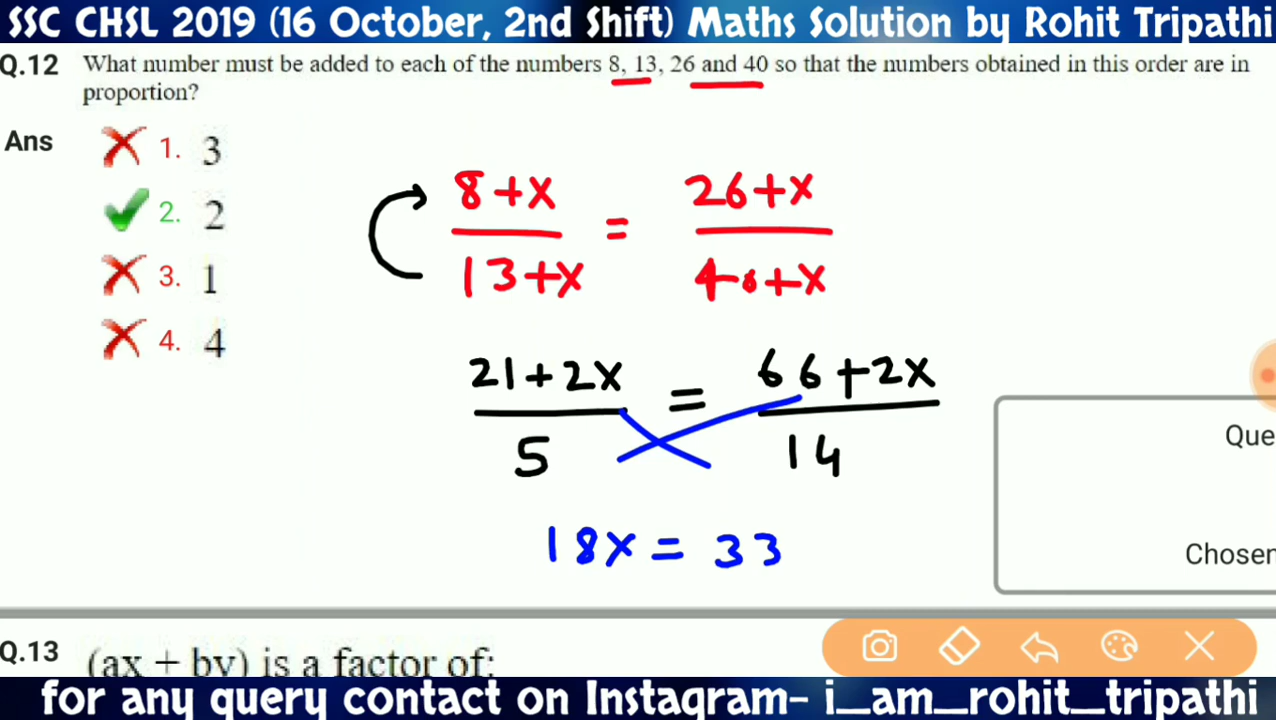 SSC CHSL 2019 (16 October, 2nd Shift) Maths Solution by Rohit Tripathi
Q.12 What number must be added to each of the numbers 8, 13, 26 and 40 so that the numbers obtained in this order are in
proportion?
Ans
1. 3
2. 2
3. 1
4. 4
8+x = 26+x
13+x 40+x
21+2x = 66+2x
5 14
18x = 33
Que
Chosen
Q.13 (ax + by) is a factor of:
for any query contact on Instagram- i_am_rohit_tripathi